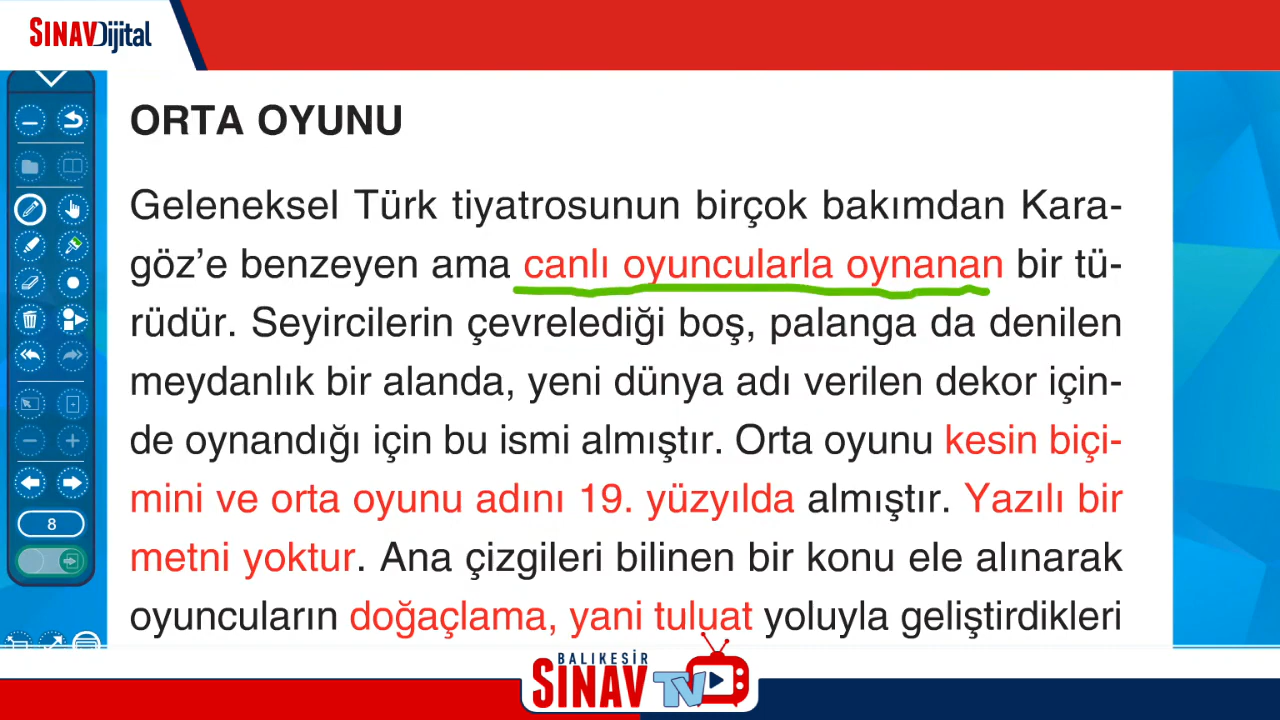 SINAVDijital
ORTA OYUNU
Geleneksel Türk tiyatrosunun birçok bakımdan Kara-
göz’e benzeyen ama canlı oyuncularla oynanan bir tü-
rüdür. Seyircilerin çevrelediği boş, palanga da denilen
meydanlık bir alanda, yeni dünya adı verilen dekor için-
de oynandığı için bu ismi almıştır. Orta oyunu kesin biçi-
mini ve orta oyunu adını 19. yüzyılda almıştır. Yazılı bir
metni yoktur. Ana çizgileri bilinen bir konu ele alınarak
oyuncuların doğaçlama, yani tuluat yoluyla geliştirdikleri
8
BALIKESİR
SINAV TV